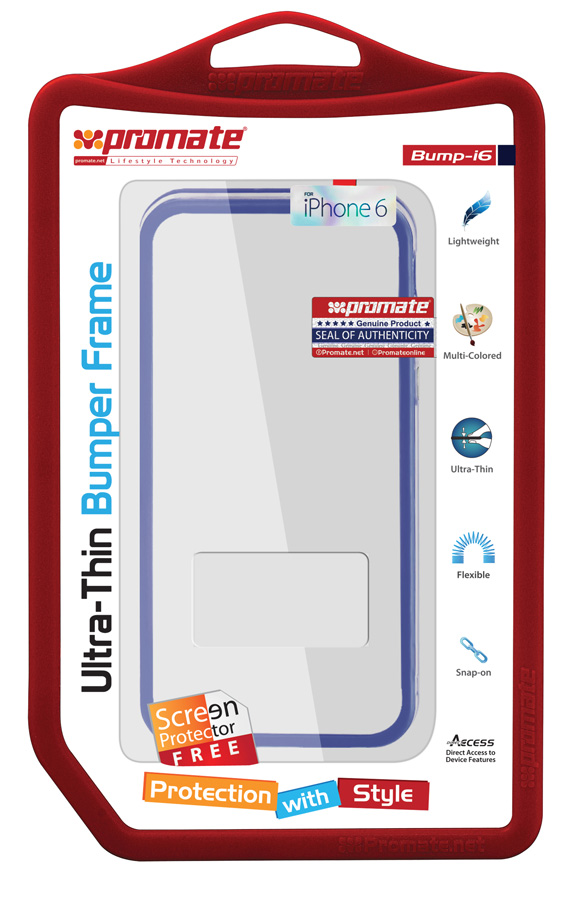 promate
promate®
promate.net Lifestyle Technology
Bump-i6
FOR
iPhone 6
Lightweight
promate®
Genuine Product
SEAL OF AUTHENTICITY
Promate.net | Promateonline
Multi-Colored
Ultra-Thin Bumper Frame
Ultra-Thin
Flexible
Snap-on
Screen
Protector
FREE
Access
Direct Access to
Device Features
Protection with Style
promate
Promate.net